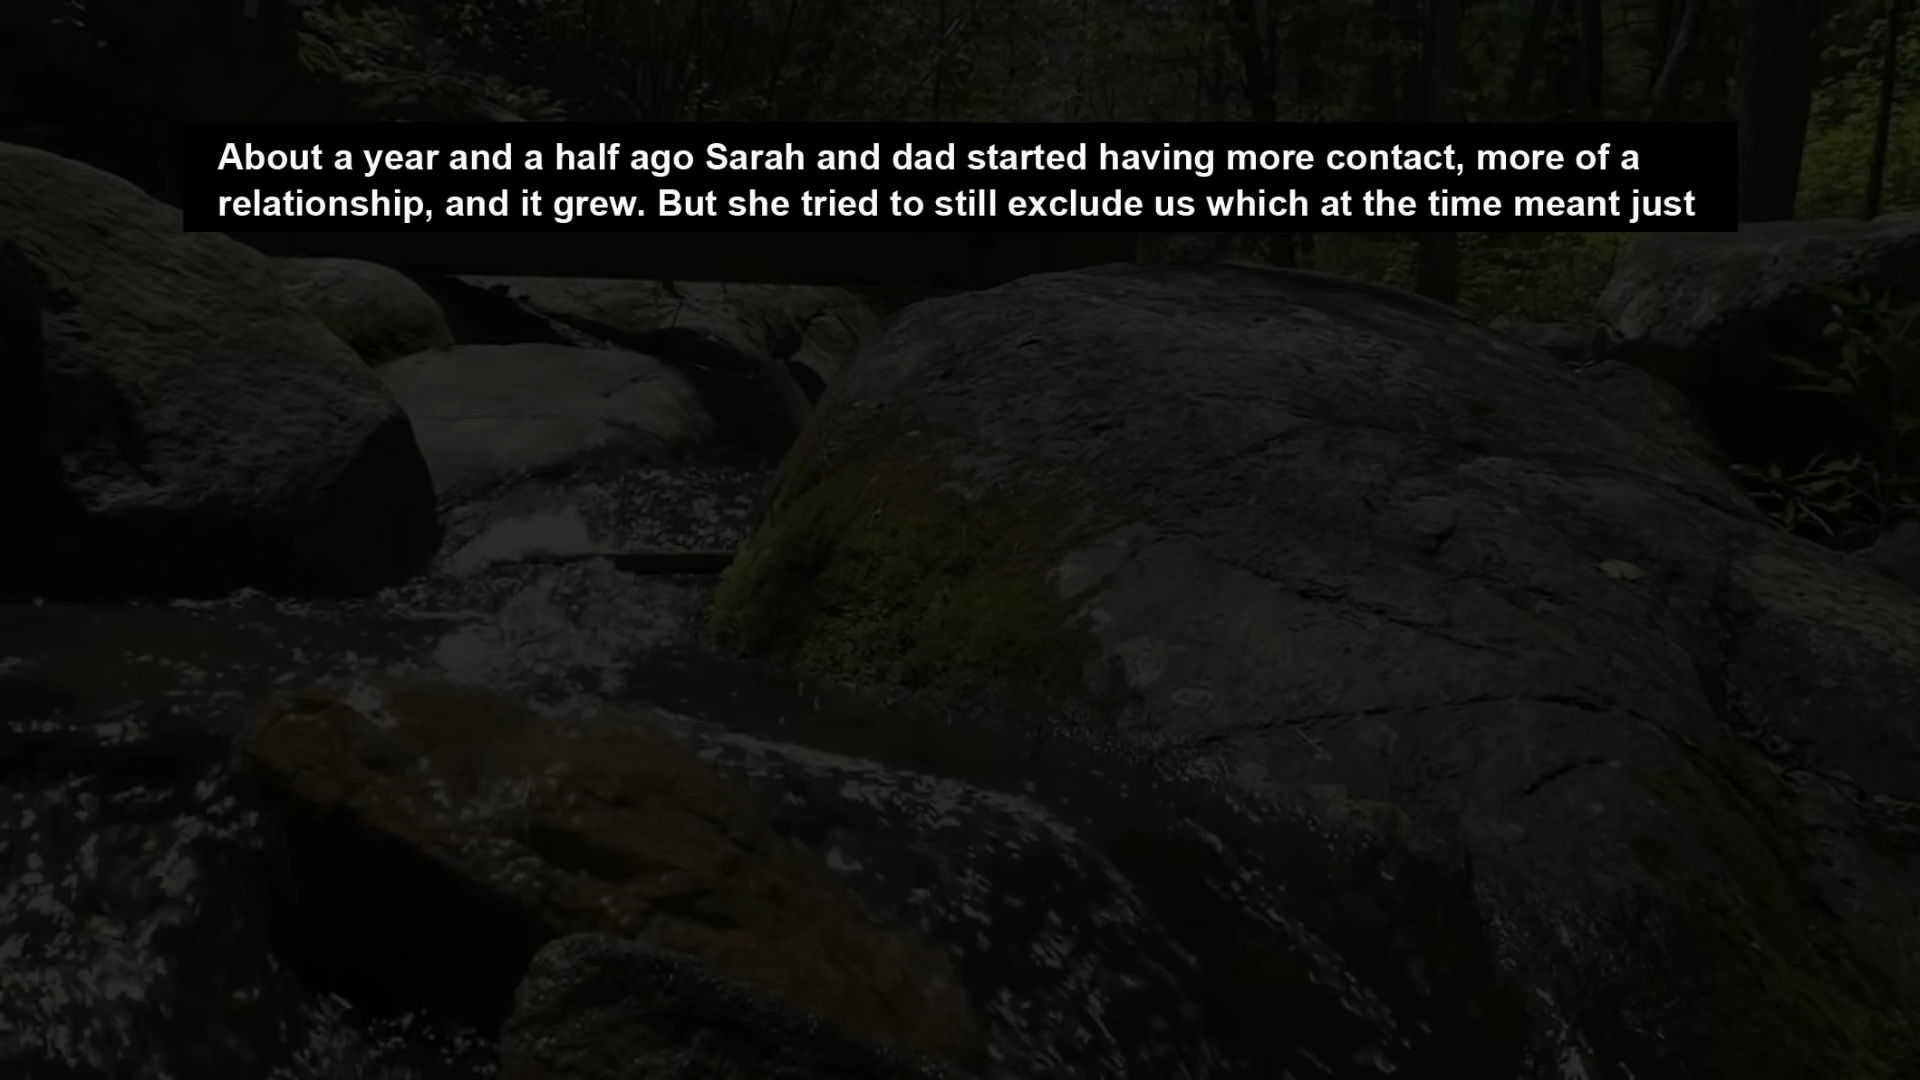 About a year and a half ago Sarah and dad started having more contact, more of a
relationship, and it grew. But she tried to still exclude us which at the time meant just